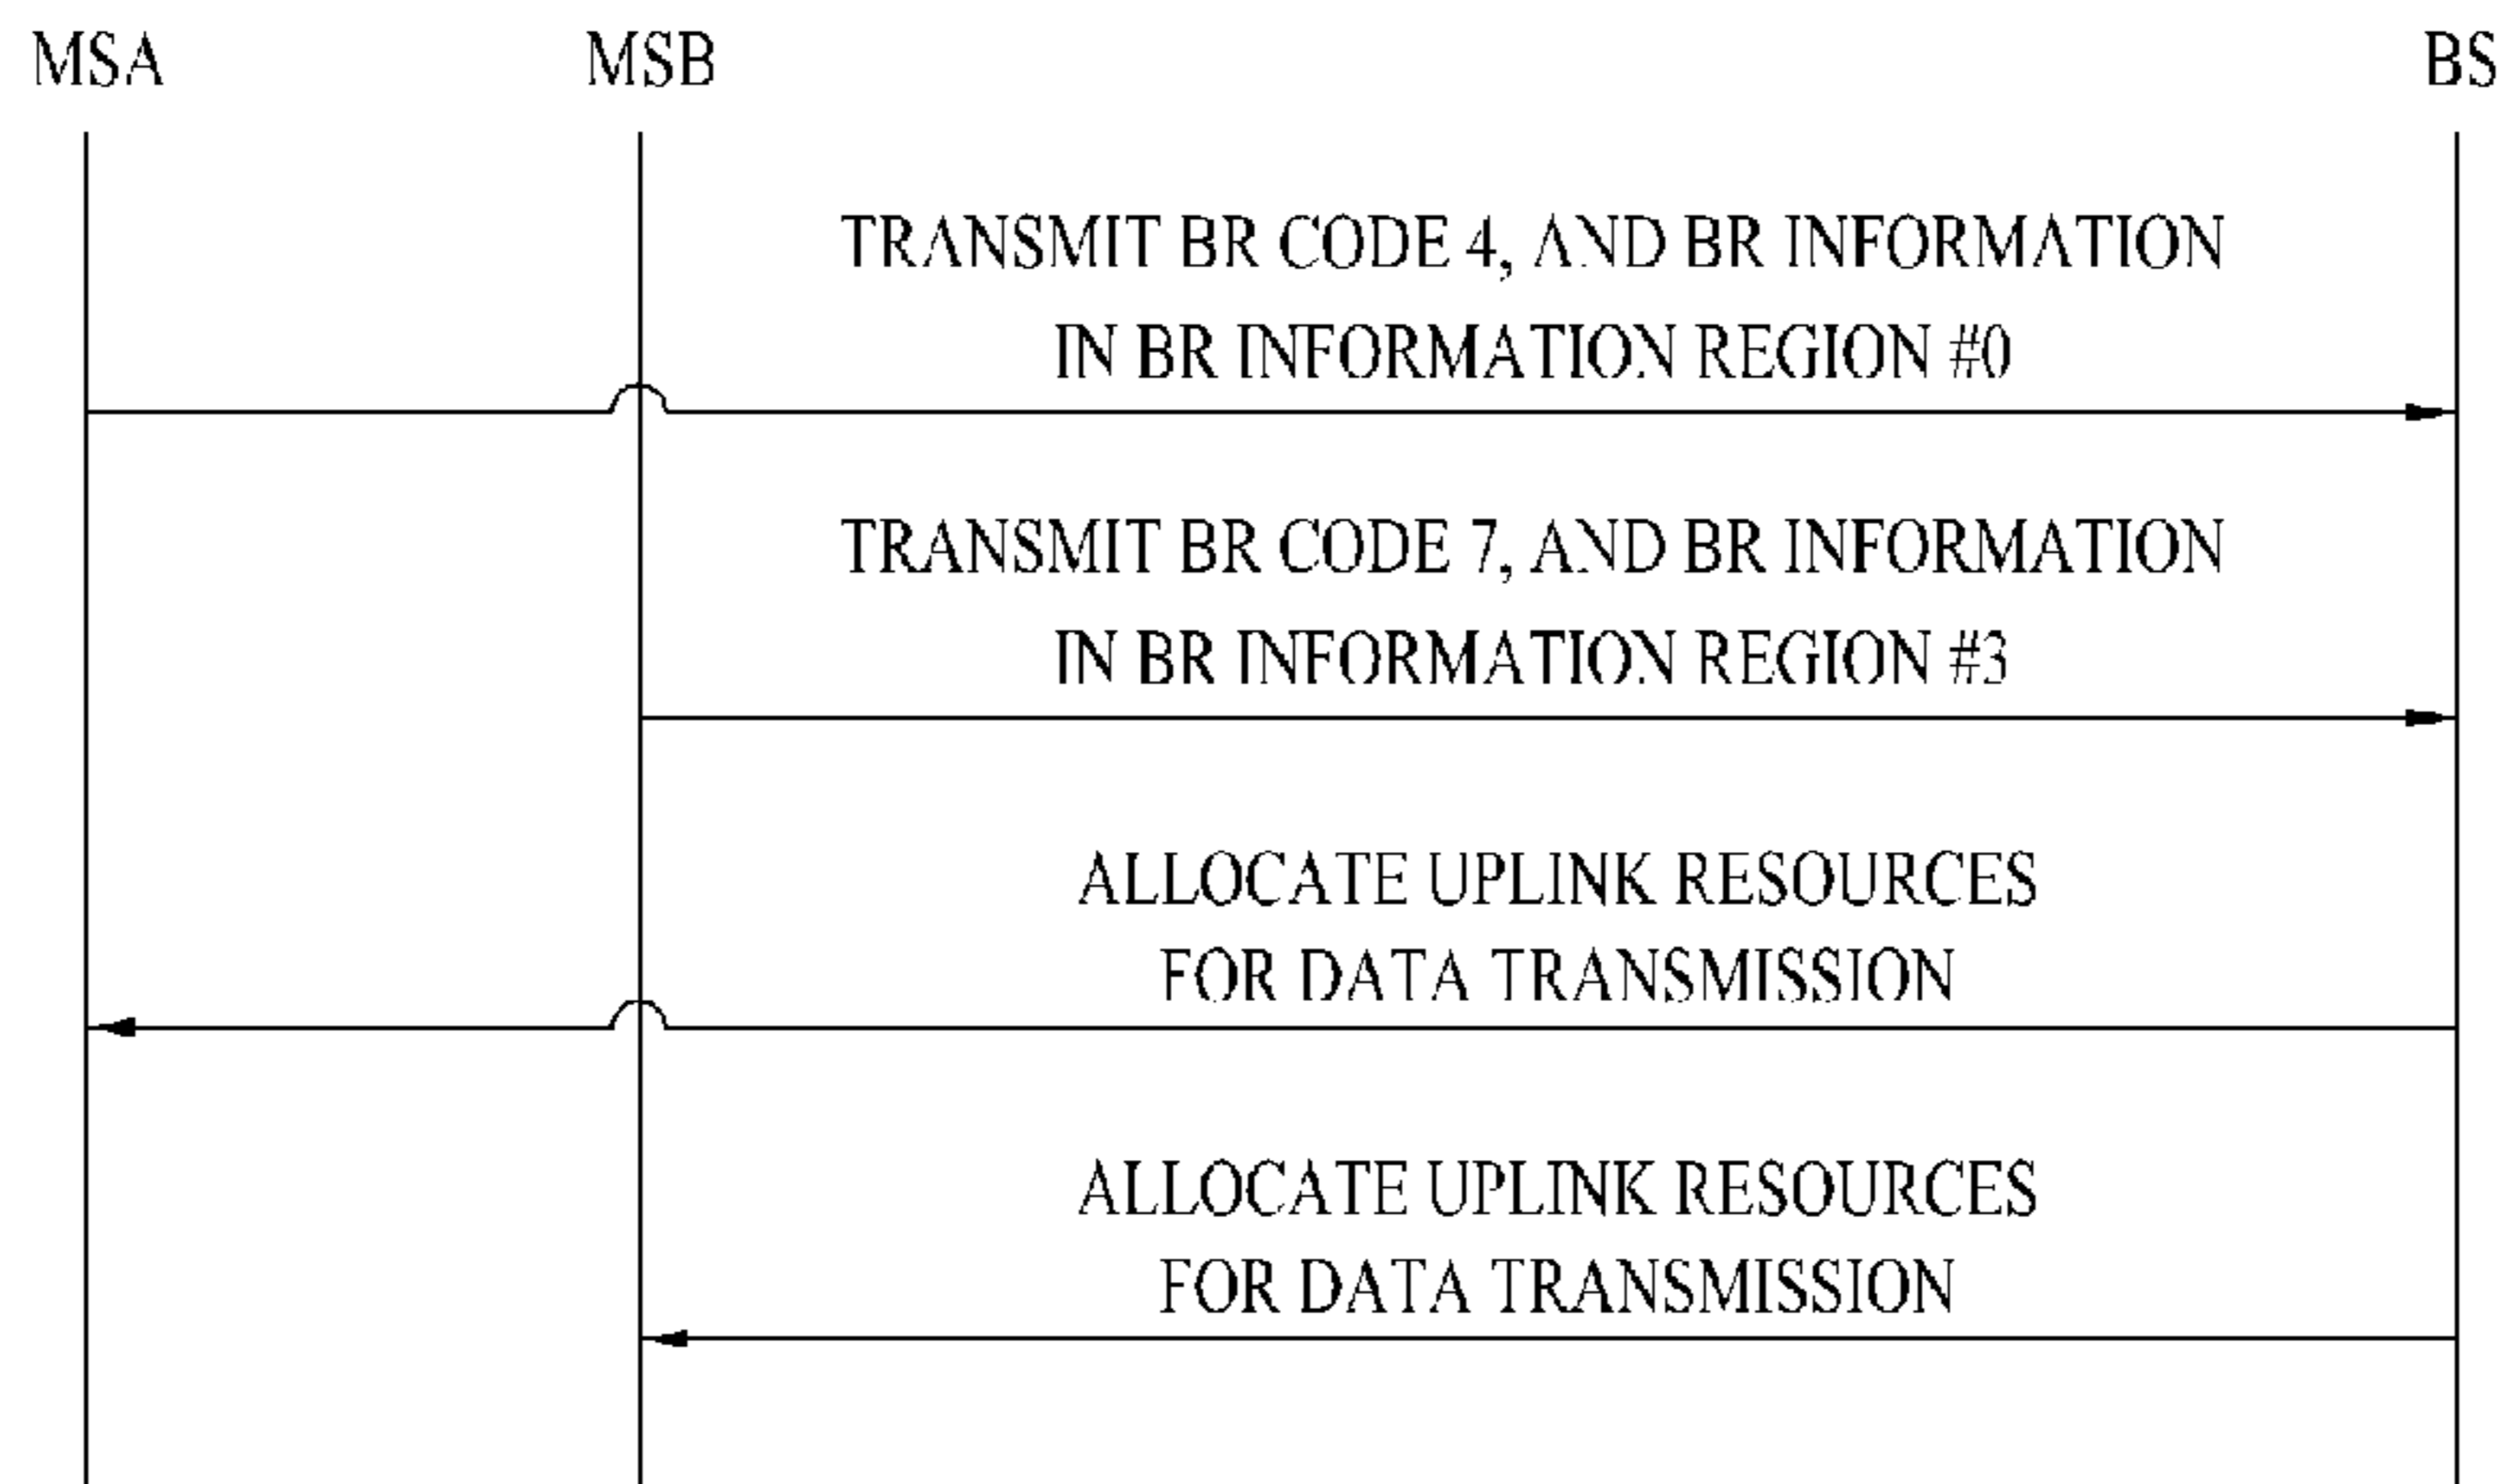 MSA MSB BS
TRANSMIT BR CODE 4, AND BR INFORMATION
IN BR INFORMATION REGION #0
TRANSMIT BR CODE 7, AND BR INFORMATION
IN BR INFORMATION REGION #3
ALLOCATE UPLINK RESOURCES
FOR DATA TRANSMISSION
ALLOCATE UPLINK RESOURCES
FOR DATA TRANSMISSION